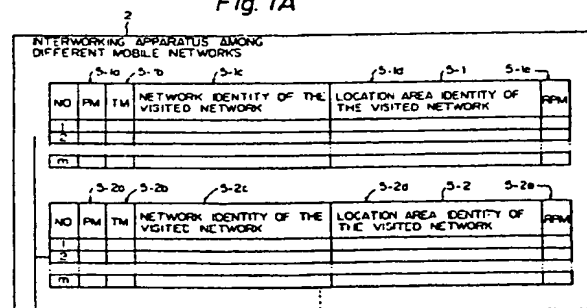 Fig. 1A
2
INTERWORKING APPARATUS AMONG
DIFFERENT MOBILE NETWORKS
5-1a 5-1b 5-1c 5-1d 5-1 5-1e
NO PM TM NETWORK IDENTITY OF THE VISITED NETWORK LOCATION AREA IDENTITY OF THE VISITED NETWORK RPM
1
2
m
5-2a 5-2b 5-2c 5-2d 5-2 5-2e
NO PM TM NETWORK IDENTITY OF THE VISITED NETWORK LOCATION AREA IDENTITY OF THE VISITED NETWORK RPM
1
2
m